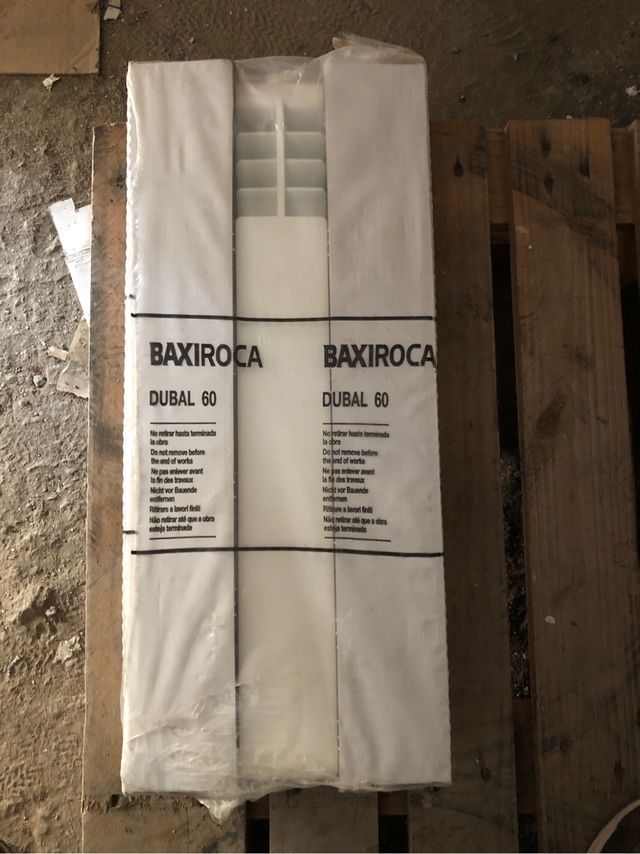 BAXIROCA
DUBAL 60
No retirar hasta terminada
la obra
Do not remove before
the end of works
Ne pas enlever avant
la fin des travaux
Nicht vor Bauende
entfernen
Ritirare a lavori finiti
Não retirar até que a obra
esteja terminada
BAXIROCA
DUBAL 60
No retirar hasta terminada
la obra
Do not remove before
the end of works
Ne pas enlever avant
la fin des travaux
Nicht vor Bauende
entfernen
Ritirare a lavori finiti
Não retirar até que a obra
esteja terminada